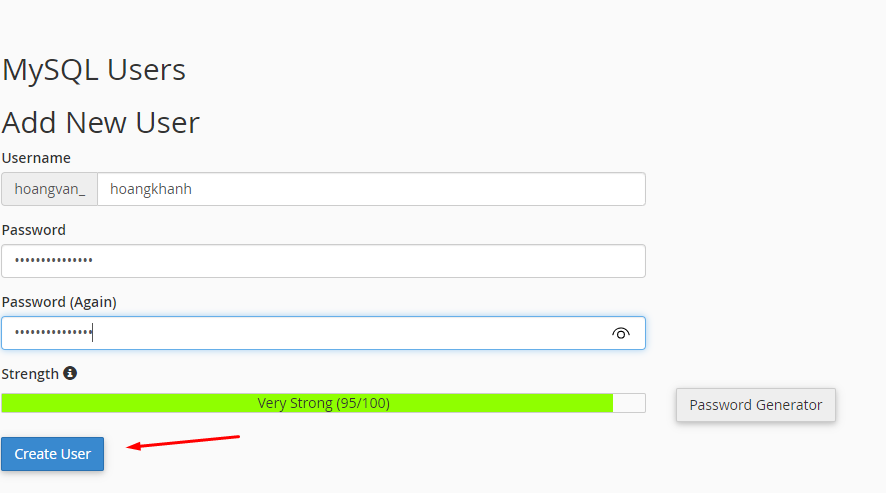 MySQL Users
Add New User
Username
hoangvan_ hoangkhanh
Password
•••••••••••••••
Password (Again)
•••••••••••••••
Strength
Very Strong (95/100)
Password Generator
Create User